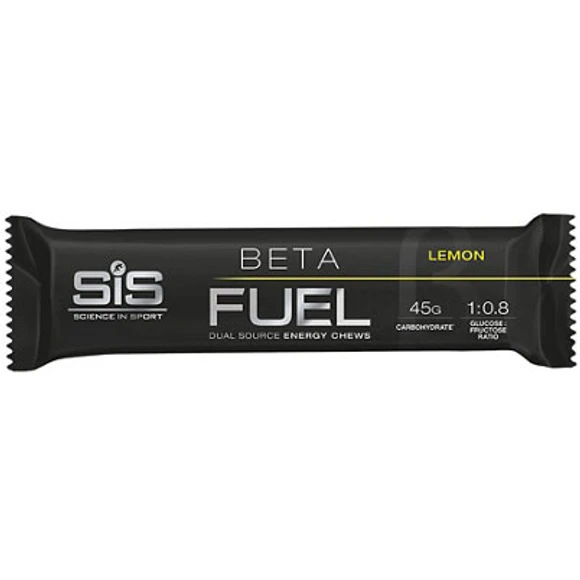 SiS
SCIENCE IN SPORT
BETA
FUEL
DUAL SOURCE ENERGY CHEWS
LEMON
45G
CARBOHYDRATE
1:0.8
GLUCOSE:
FRUCTOSE
RATIO